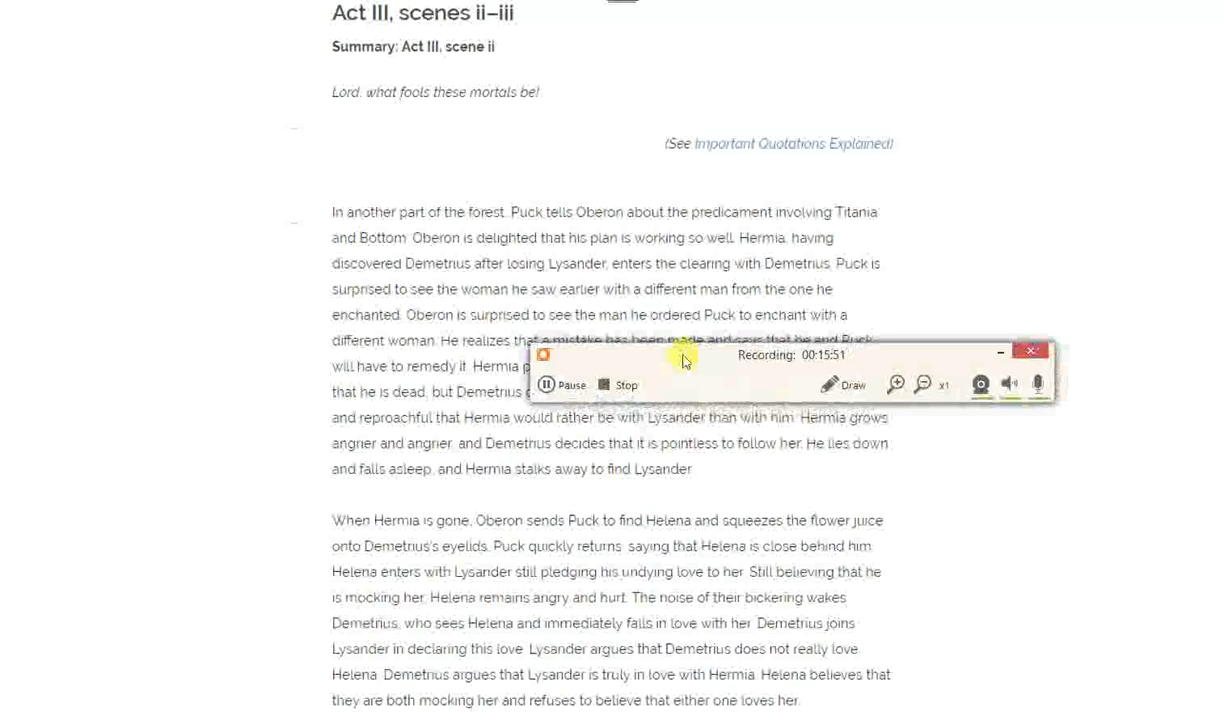 Act III, scenes ii–iii
Summary: Act III, scene ii
Lord, what fools these mortals be!
(See Important Quotations Explained)
In another part of the forest, Puck tells Oberon about the predicament involving Titania
and Bottom. Oberon is delighted that his plan is working so well. Hermia, having
discovered Demetrius after losing Lysander, enters the clearing with Demetrius. Puck is
surprised to see the woman he saw earlier with a different man from the one he
enchanted. Oberon is surprised to see the man he ordered Puck to enchant with a
different woman. He realizes that a mistake has been made and says that he and Puck
will have to remedy it. Hermia
Recording: 00:15:51
that he is dead, but Demetrius
Pause Stop Draw x1
and reproachful that Hermia would rather be with Lysander than with him. Hermia grows
angrier and angrier, and Demetrius decides that it is pointless to follow her. He lies down
and falls asleep, and Hermia stalks away to find Lysander.
When Hermia is gone, Oberon sends Puck to find Helena and squeezes the flower juice
onto Demetrius's eyelids. Puck quickly returns, saying that Helena is close behind him.
Helena enters with Lysander still pledging his undying love to her. Still believing that he
is mocking her, Helena remains angry and hurt. The noise of their bickering wakes
Demetrius, who sees Helena and immediately falls in love with her. Demetrius joins
Lysander in declaring this love. Lysander argues that Demetrius does not really love
Helena. Demetrius argues that Lysander is truly in love with Hermia. Helena believes that
they are both mocking her and refuses to believe that either one loves her.